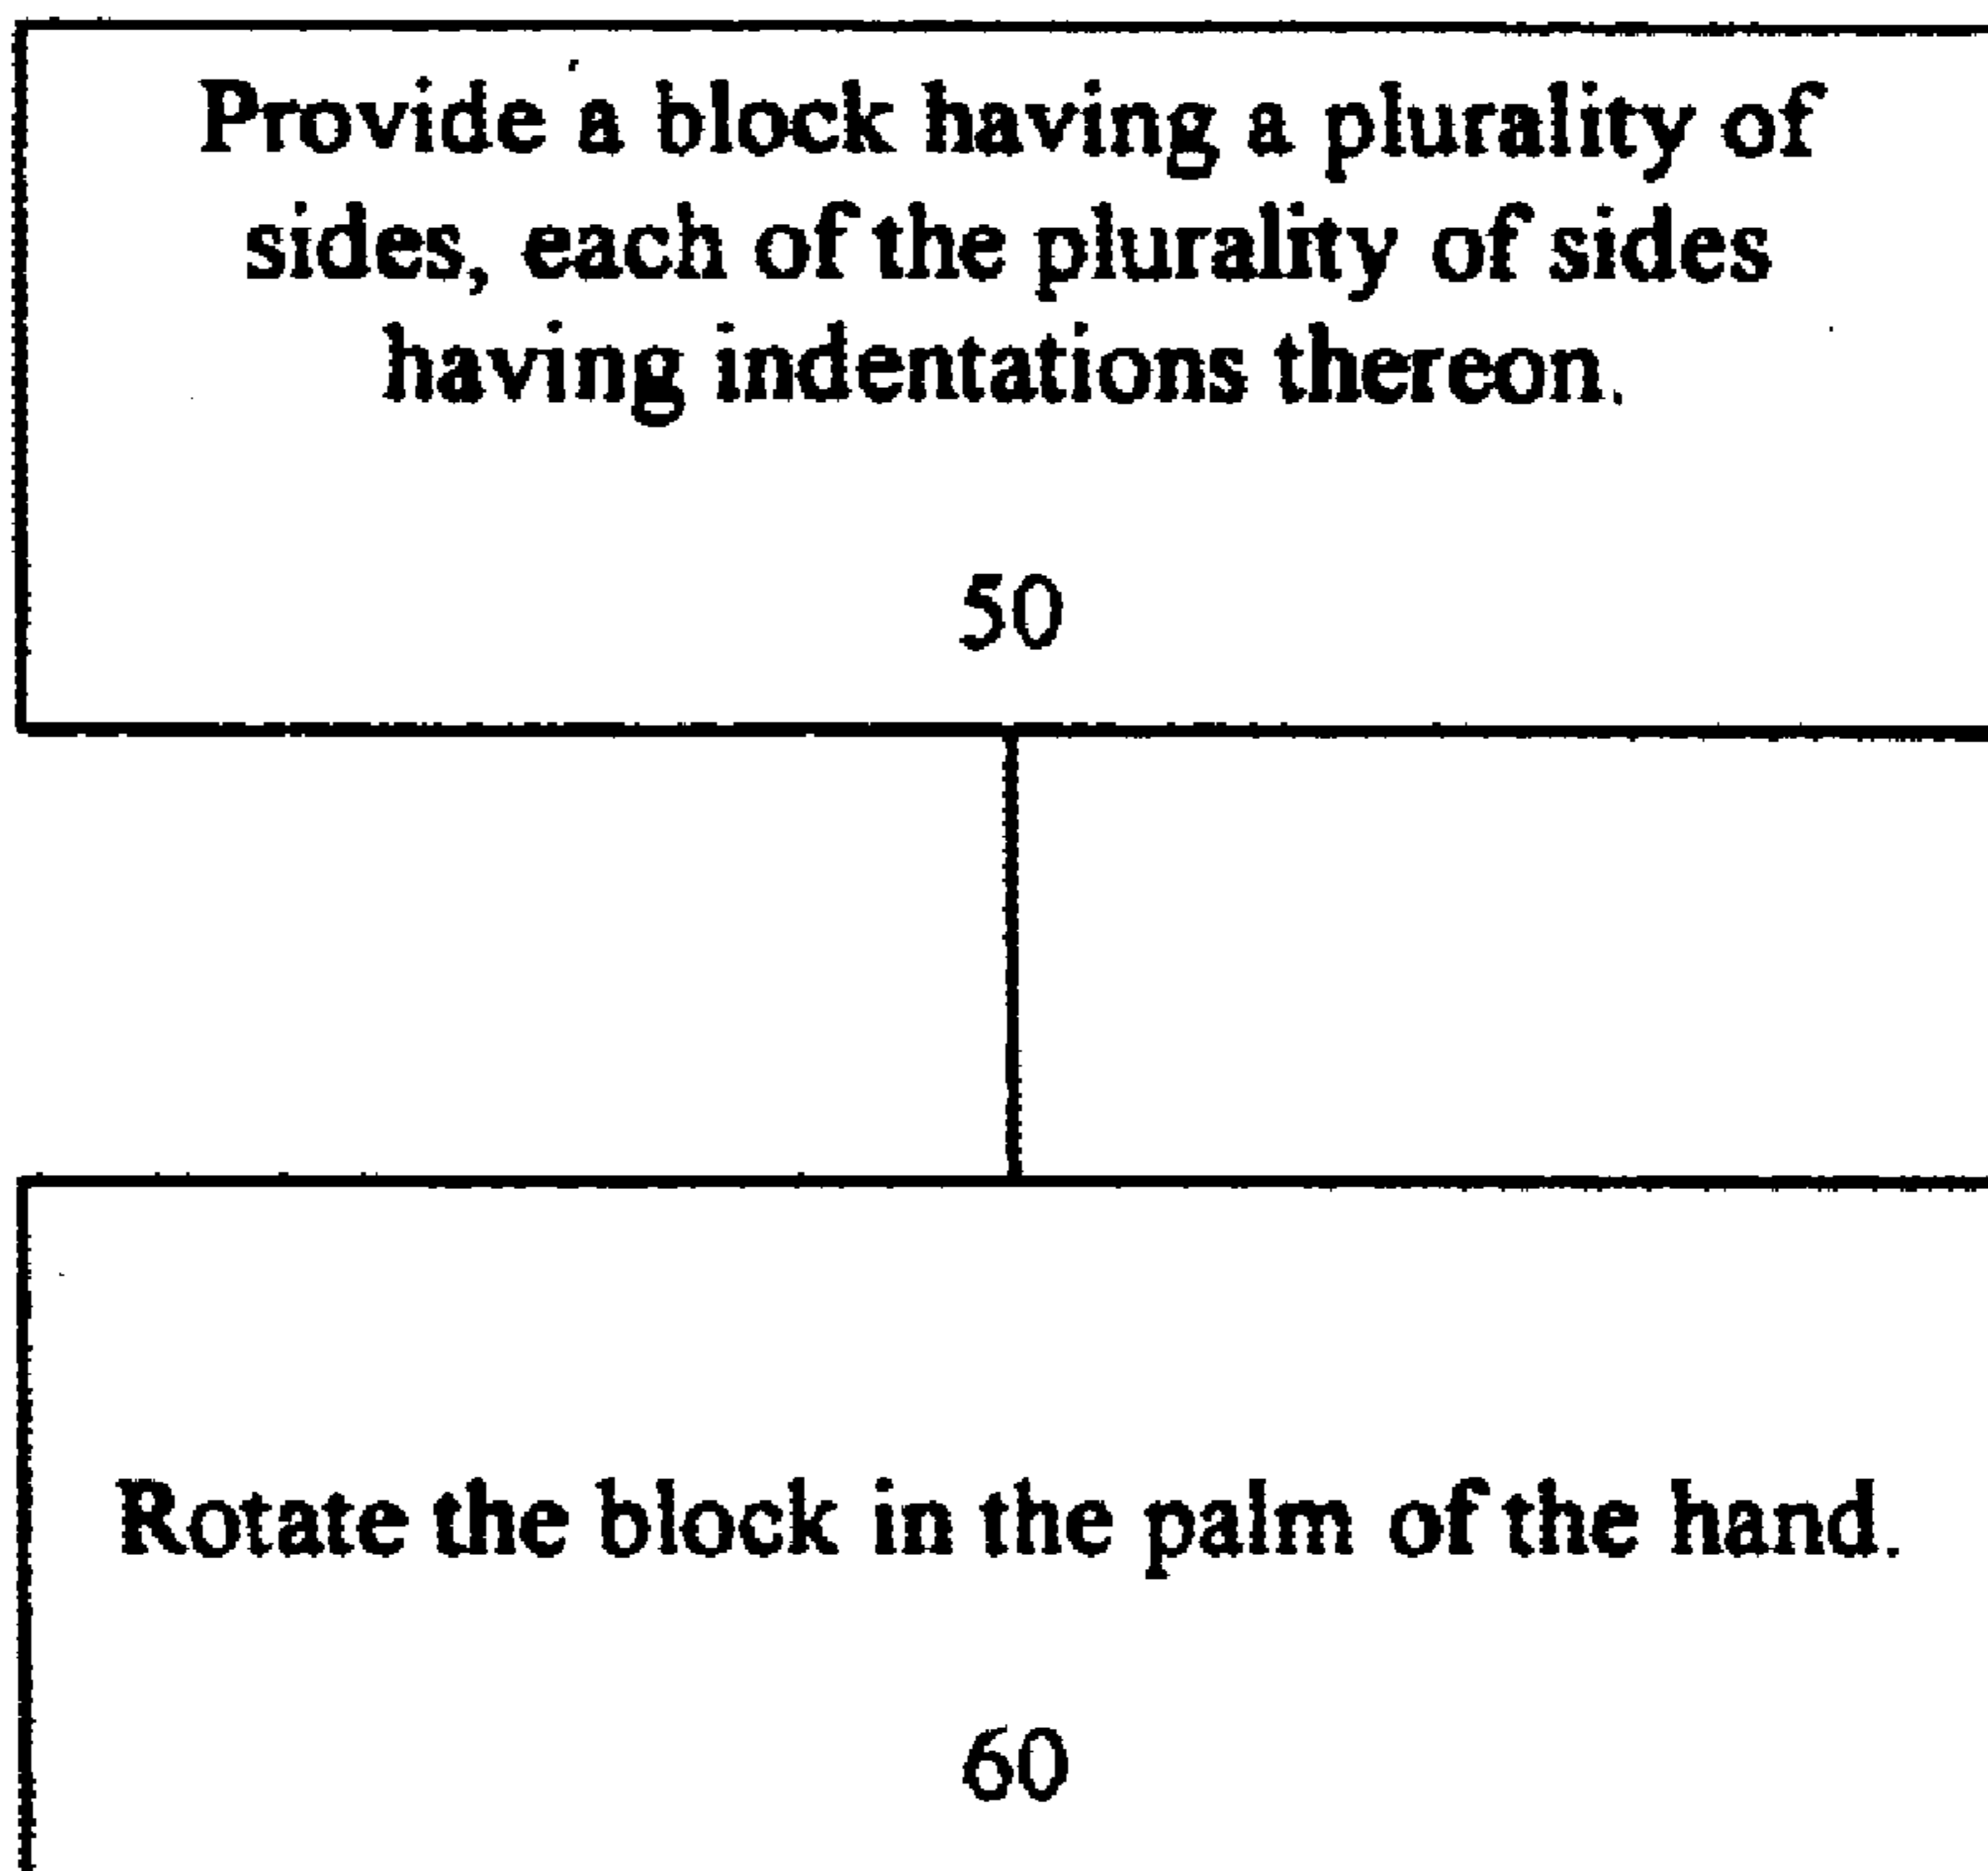 Provide a block having a plurality of
sides, each of the plurality of sides
having indentations thereon.
50
Rotate the block in the palm of the hand.
60